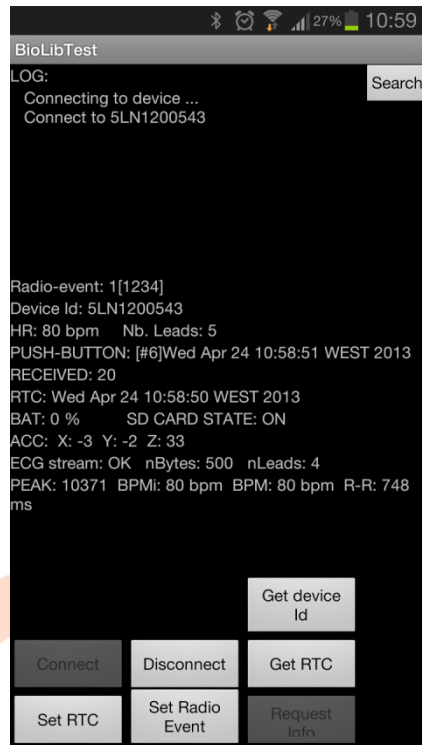 27% 10:59
BioLibTest
LOG:
Search
Connecting to device ...
Connect to 5LN1200543
Radio-event: 1[1234]
Device Id: 5LN1200543
HR: 80 bpm Nb. Leads: 5
PUSH-BUTTON: [#6]Wed Apr 24 10:58:51 WEST 2013
RECEIVED: 20
RTC: Wed Apr 24 10:58:50 WEST 2013
BAT: 0 % SD CARD STATE: ON
ACC: X: -3 Y: -2 Z: 33
ECG stream: OK nBytes: 500 nLeads: 4
PEAK: 10371 BPMi: 80 bpm BPM: 80 bpm R-R: 748
ms
Get device
Id
Connect Disconnect Get RTC
Set RTC
Set Radio
Event
Request
Info